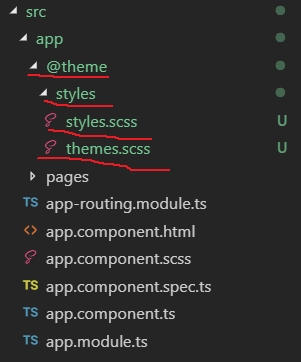 src
app
@theme
styles
styles.scss U
themes.scss U
pages
TS app-routing.module.ts
<> app.component.html
app.component.scss
TS app.component.spec.ts
TS app.component.ts
TS app.module.ts